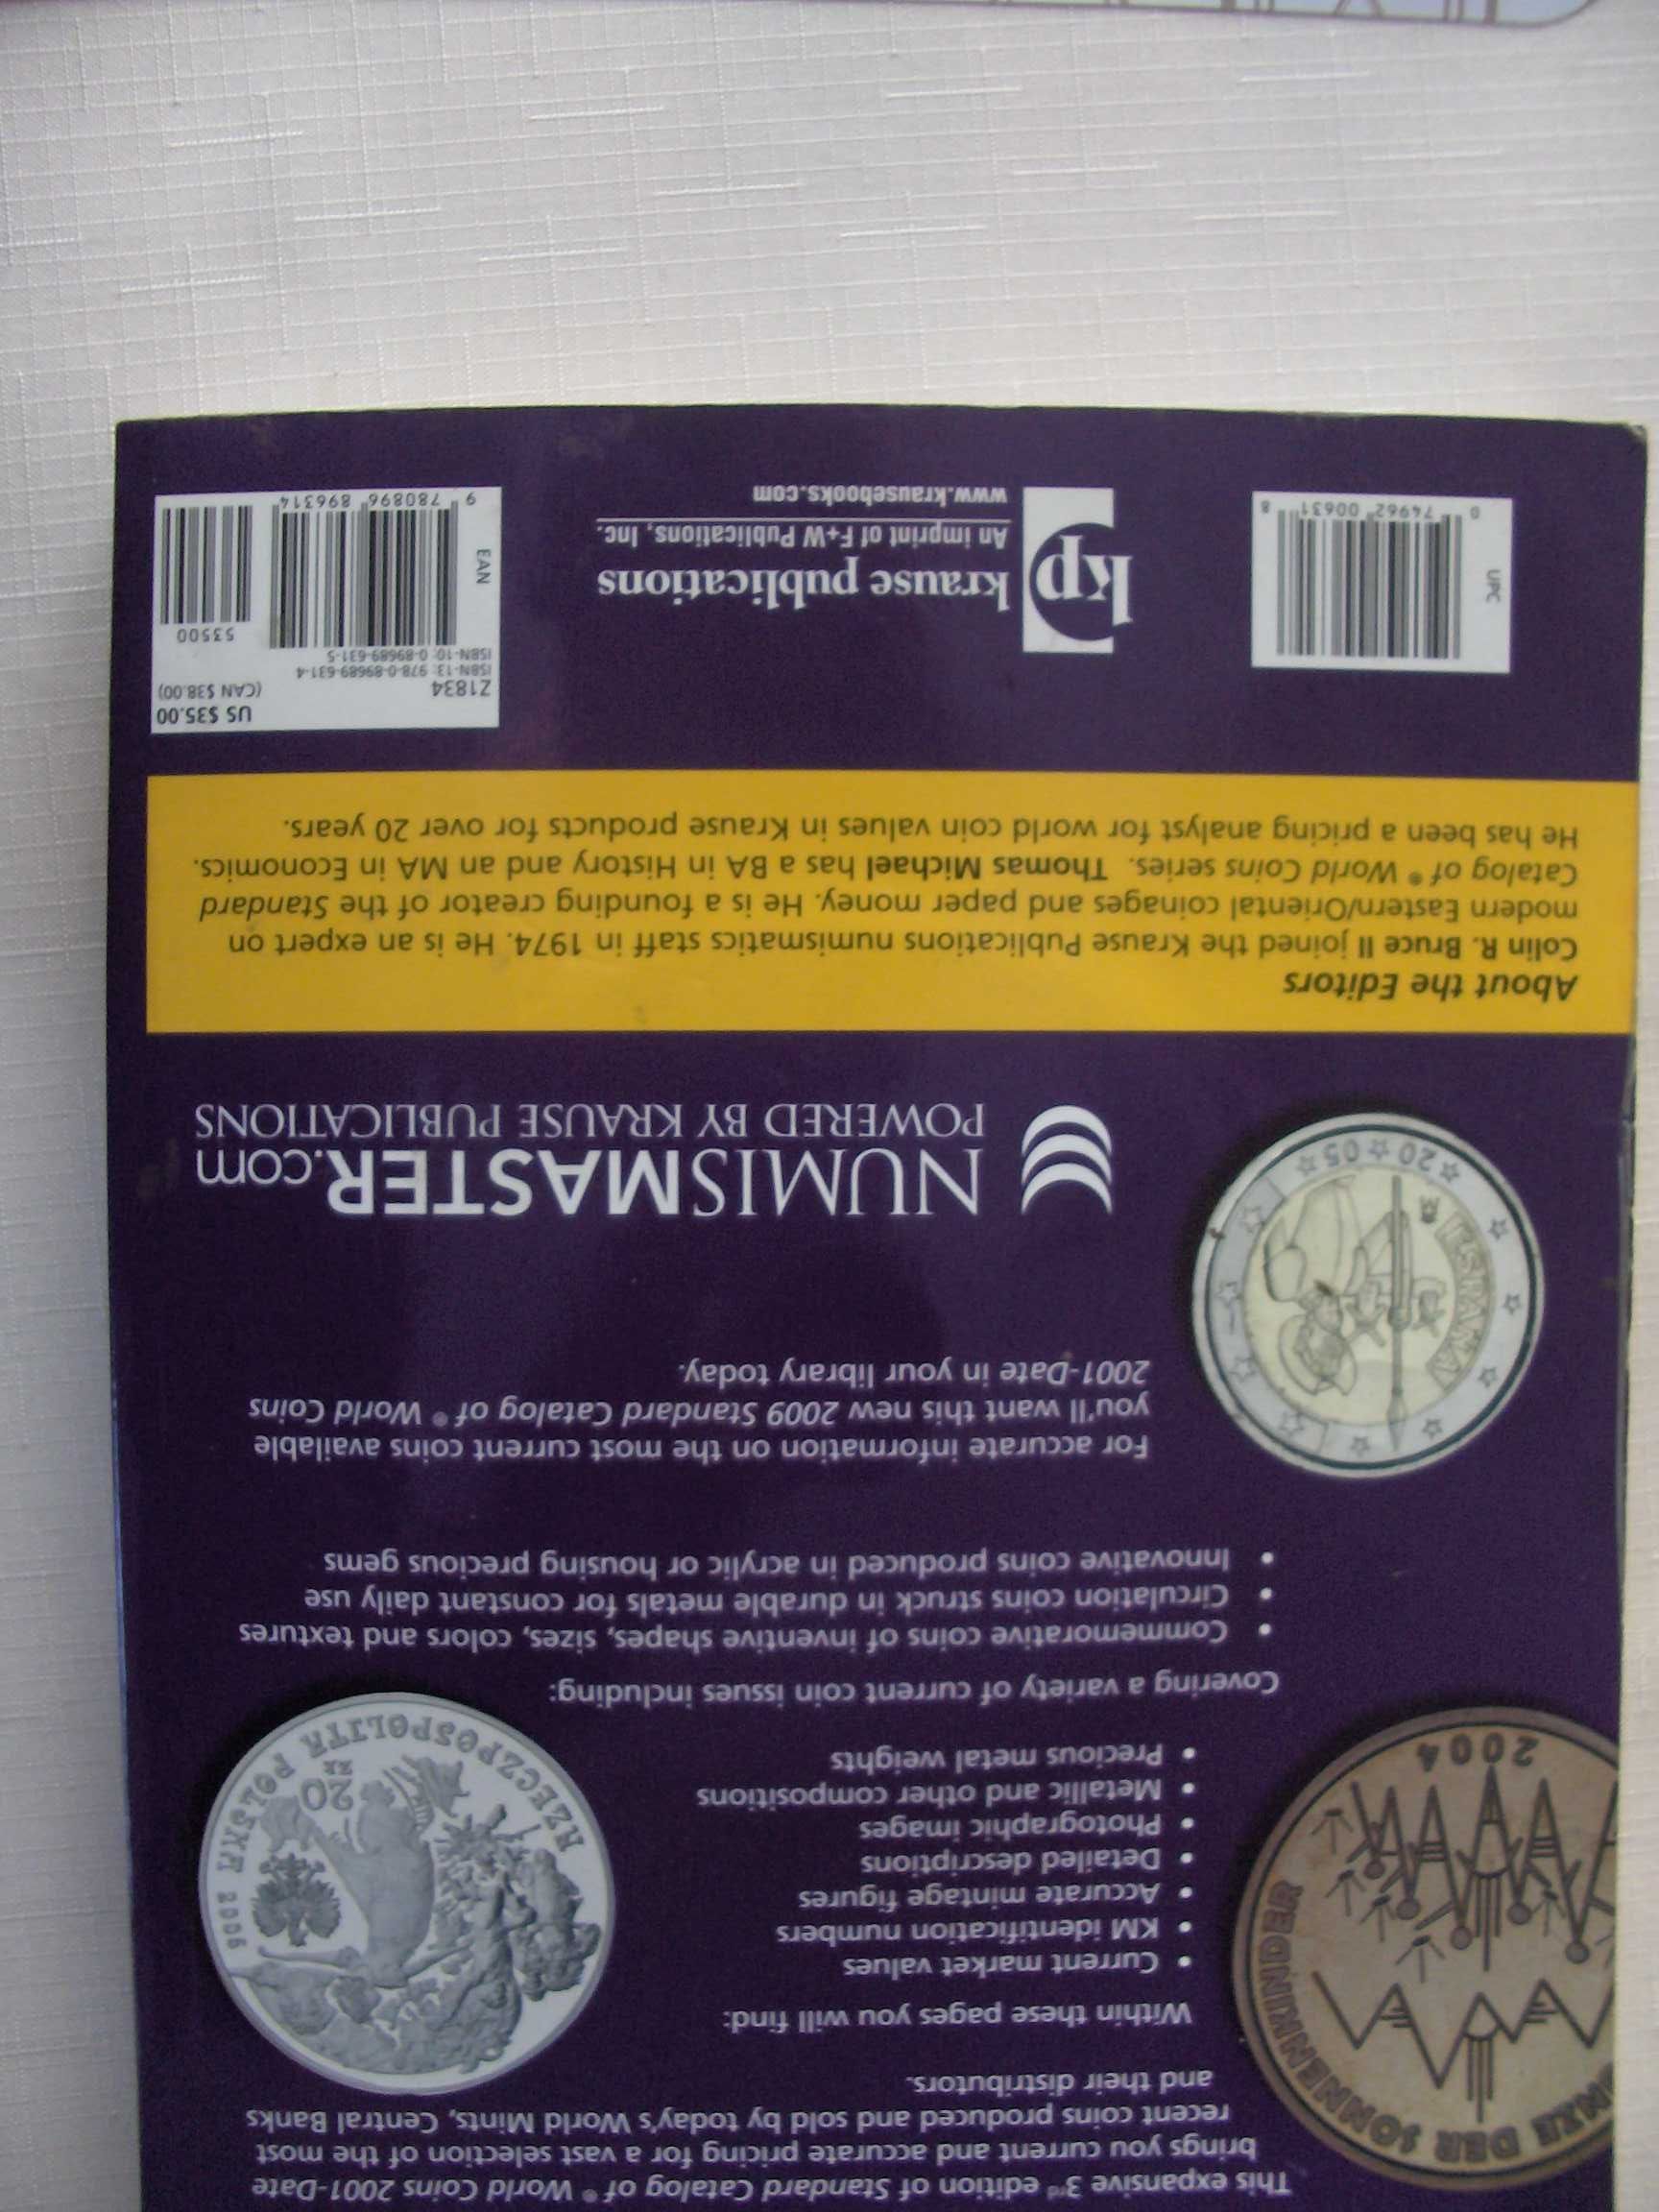 This expansive 3rd edition of Standard Catalog of® World Coins 2001-Date
brings you current and accurate pricing for a vast selection of the most
recent coins produced and sold by today's World Mints, Central Banks
and their distributors.
Within these pages you will find:
• Current market values
• KM identification numbers
• Accurate mintage figures
• Detailed descriptions
• Photographic images
• Metallic and other compositions
• Precious metal weights
DER SONNENKINDER
2004
RZECZPOSPOLITA POLSKA 2006
20
ZŁ
Covering a variety of current coin issues including:
• Commemorative coins of inventive shapes, sizes, colors and textures
• Circulation coins struck in durable metals for constant daily use
• Innovative coins produced in acrylic or housing precious gems
For accurate information on the most current coins available
you'll want this new 2009 Standard Catalog of® World Coins
2001-Date in your library today.
ESPAÑA
2005
NUMISMASTER.com
POWERED BY KRAUSE PUBLICATIONS
About the Editors
Colin R. Bruce II joined the Krause Publications numismatics staff in 1974. He is an expert on
modern Eastern/Oriental coinages and paper money. He is a founding creator of the Standard
Catalog of® World Coins series. Thomas Michael has a BA in History and an MA in Economics.
He has been a pricing analyst for world coin values in Krause products for over 20 years.
UPC
0 74962 00631 8
kp
krause publications
An imprint of F+W Publications, Inc.
www.krausebooks.com
US $35.00
(CAN $38.00)
Z1834
ISBN-13: 978-0-89689-631-4
ISBN-10: 0-89689-631-5
53500
EAN
9 780896 896314